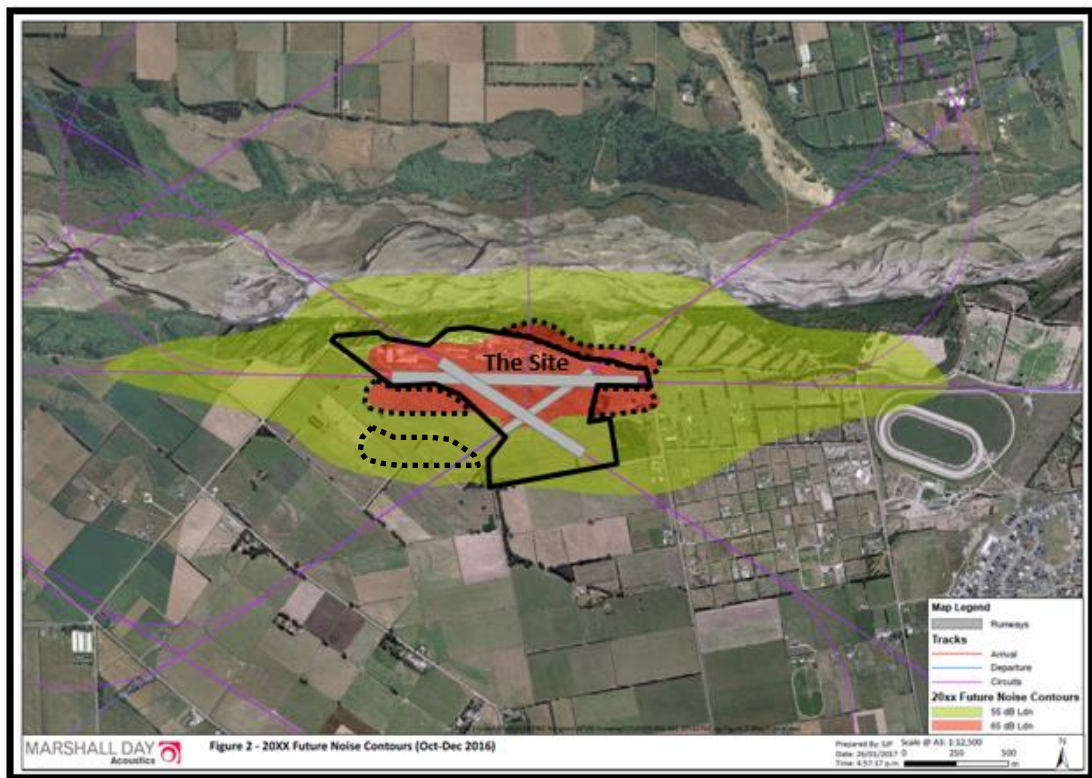 The Site
Map Legend
Runways
Tracks
Arrival
Departure
Circuits
20xx Future Noise Contours
55 dB Ldn
65 dB Ldn
MARSHALL DAY
Acoustics
Figure 2 - 20XX Future Noise Contours (Oct-Dec 2016)
Prepared By: SJP
Date: 26/01/2017
Time: 4:57:17 p.m.
Scale @ A3: 1:12,500
0 250 500
m
N